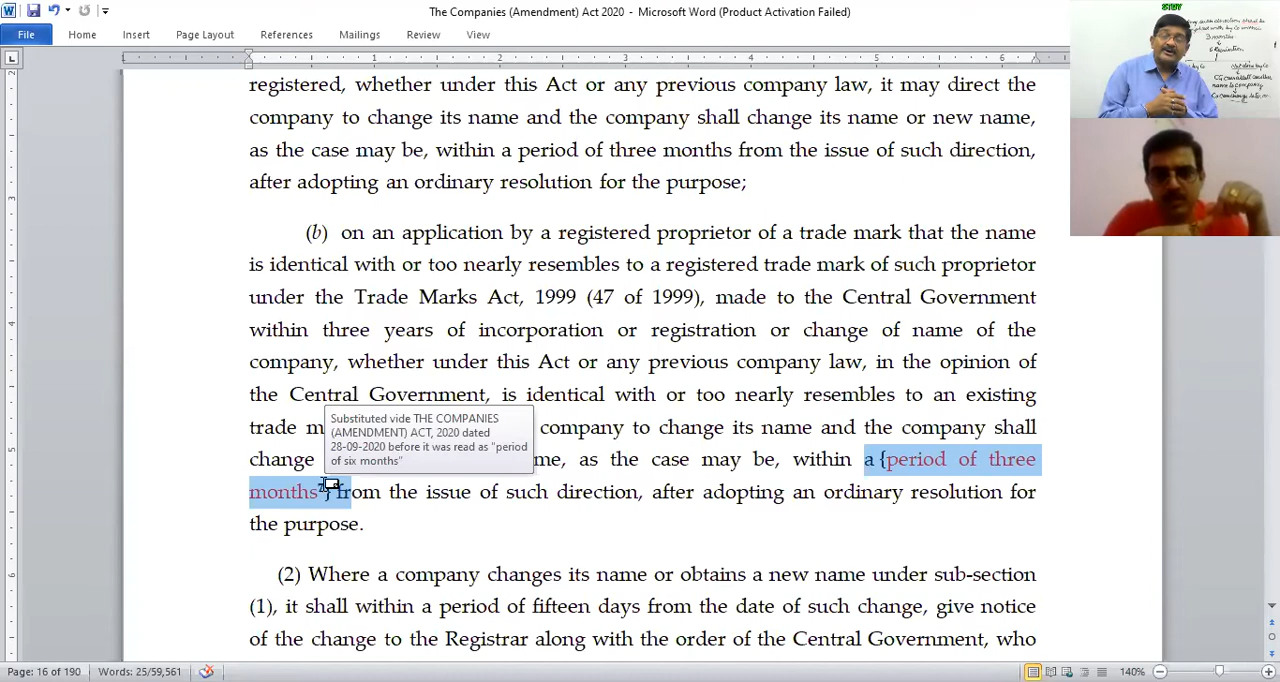 The Companies (Amendment) Act 2020 - Microsoft Word (Product Activation Failed)
File Home Insert Page Layout References Mailings Review View
registered, whether under this Act or any previous company law, it may direct the
company to change its name and the company shall change its name or new name,
as the case may be, within a period of three months from the issue of such direction,
after adopting an ordinary resolution for the purpose;
(b) on an application by a registered proprietor of a trade mark that the name
is identical with or too nearly resembles to a registered trade mark of such proprietor
under the Trade Marks Act, 1999 (47 of 1999), made to the Central Government
within three years of incorporation or registration or change of name of the
company, whether under this Act or any previous company law, in the opinion of
the Central Government, is identical with or too nearly resembles to an existing
trade m company to change its name and the company shall
change me, as the case may be, within a {period of three
months } from the issue of such direction, after adopting an ordinary resolution for
the purpose.
Substituted vide THE COMPANIES
(AMENDMENT) ACT, 2020 dated
28-09-2020 before it was read as "period
of six months"
(2) Where a company changes its name or obtains a new name under sub-section
(1), it shall within a period of fifteen days from the date of such change, give notice
of the change to the Registrar along with the order of the Central Government, who
Page: 16 of 190 Words: 25/59,561 140%
STUDY
3 months